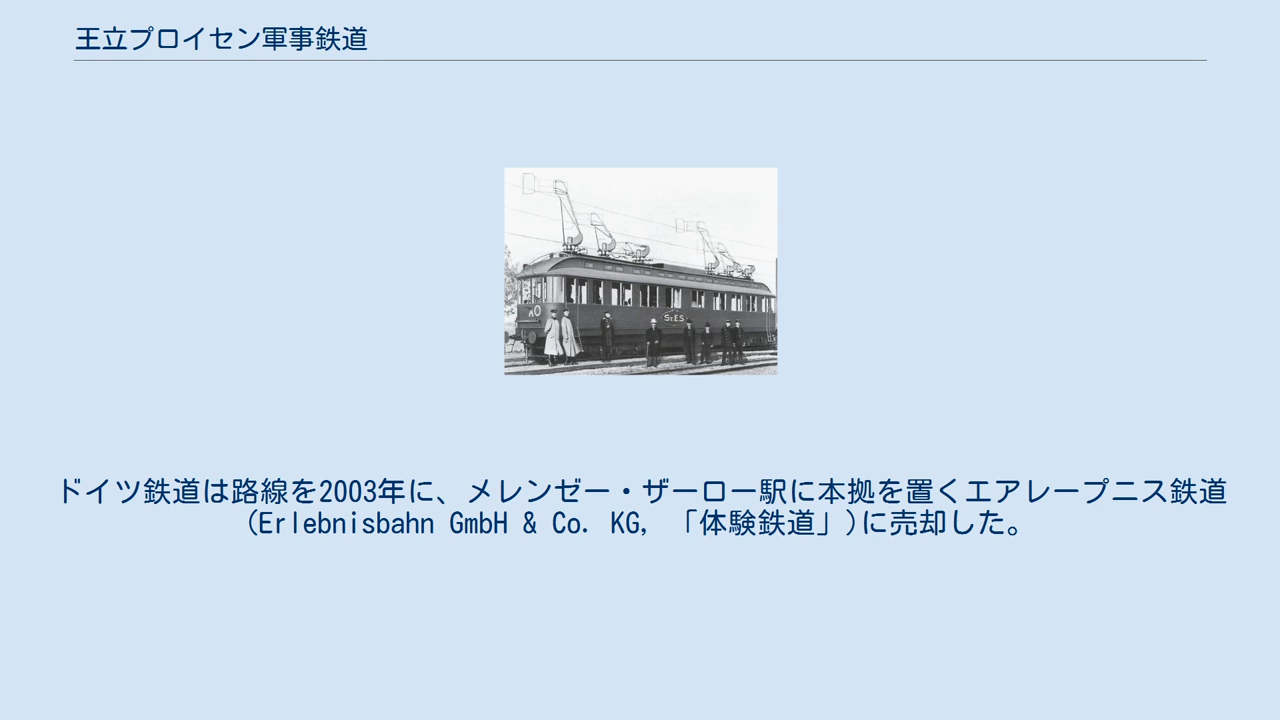 王立プロイセン軍事鉄道
StES
ドイツ鉄道は路線を2003年に、メレンゼー・ザーロー駅に本拠を置くエアレープニス鉄道
(Erlebnisbahn GmbH & Co. KG, 「体験鉄道」)に売却した。